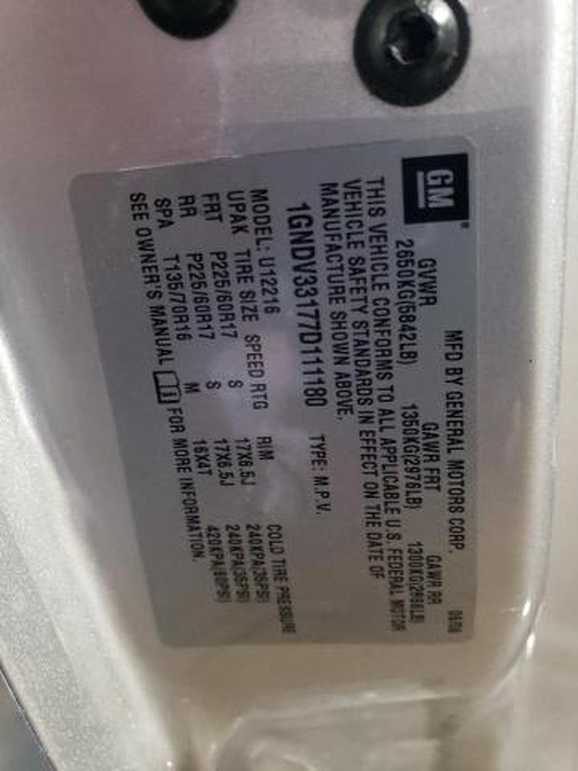 GM
MFD BY GENERAL MOTORS CORP.
GVWR GAWR FRT GAWR RR
2650KG(5842LB) 1350KG(2976LB)
THIS VEHICLE CONFORMS TO ALL APPLICABLE U.S. FEDERAL MOTOR
VEHICLE SAFETY STANDARDS IN EFFECT ON THE DATE OF
MANUFACTURE SHOWN ABOVE.
1GNDV33177D111180 TYPE: M.P.V.
MODEL: U12216
UPAK TIRE SIZE SPEED RTG RIM COLD TIRE PRESSURE
FRT P225/60R17 S 17X6.5J 240KPA(35PSI)
RR P225/60R17 S 17X6.5J 240KPA(35PSI)
SPA T135/70R16 M 16X4T 420KPA(60PSI)
SEE OWNER'S MANUAL FOR MORE INFORMATION.